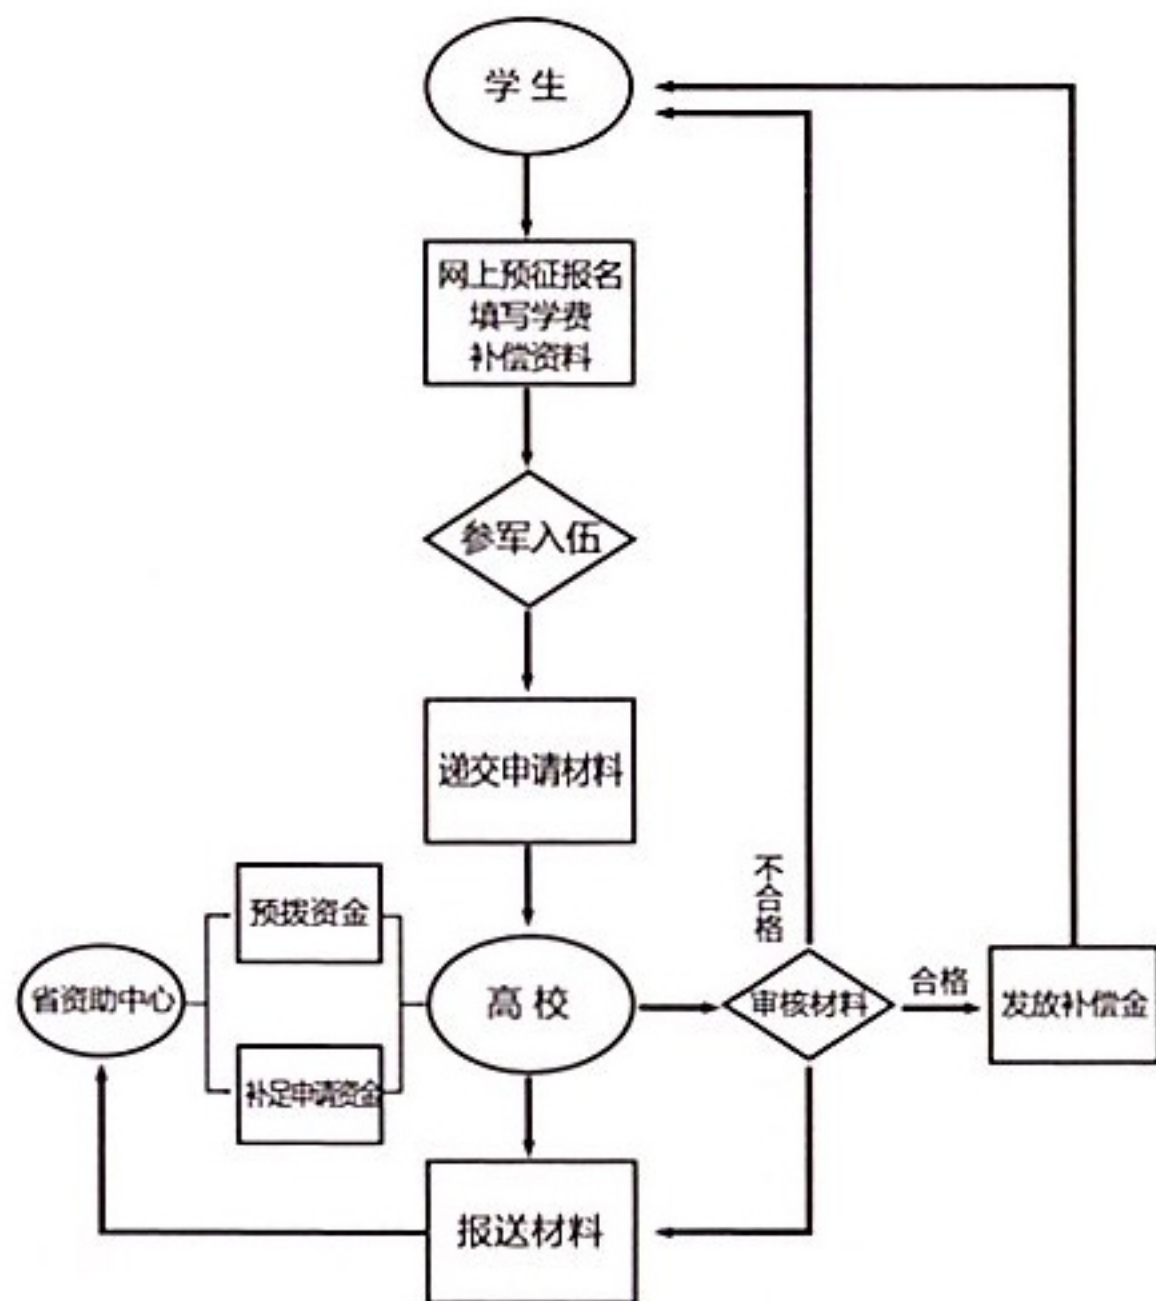 学生
网上预征报名
填写学费
补偿资料
参军入伍
递交申请材料
不合格
预拨资金
省资助中心
高校
审核材料
合格
发放补偿金
补足申请资金
报送材料